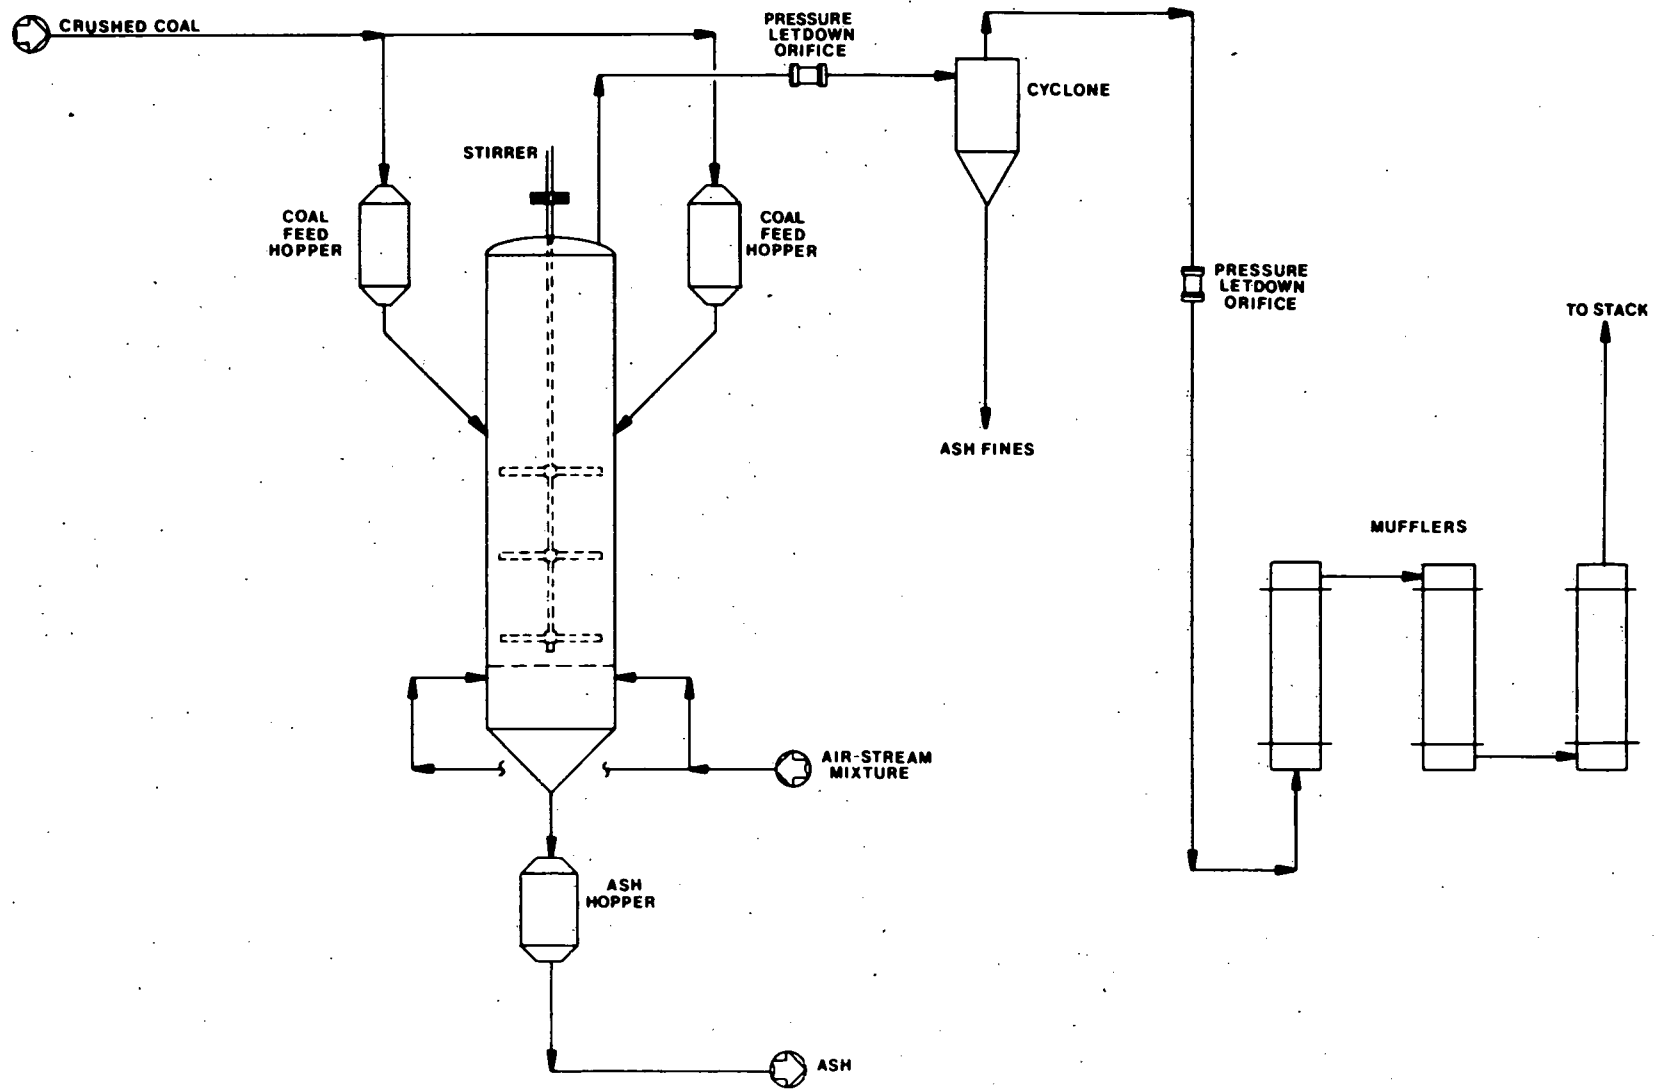 CRUSHED COAL
PRESSURE
LETDOWN
ORIFICE
CYCLONE
STIRRER
COAL
FEED
HOPPER
COAL
FEED
HOPPER
PRESSURE
LETDOWN
ORIFICE
TO STACK
ASH FINES
MUFFLERS
AIR-STREAM
MIXTURE
ASH
HOPPER
ASH